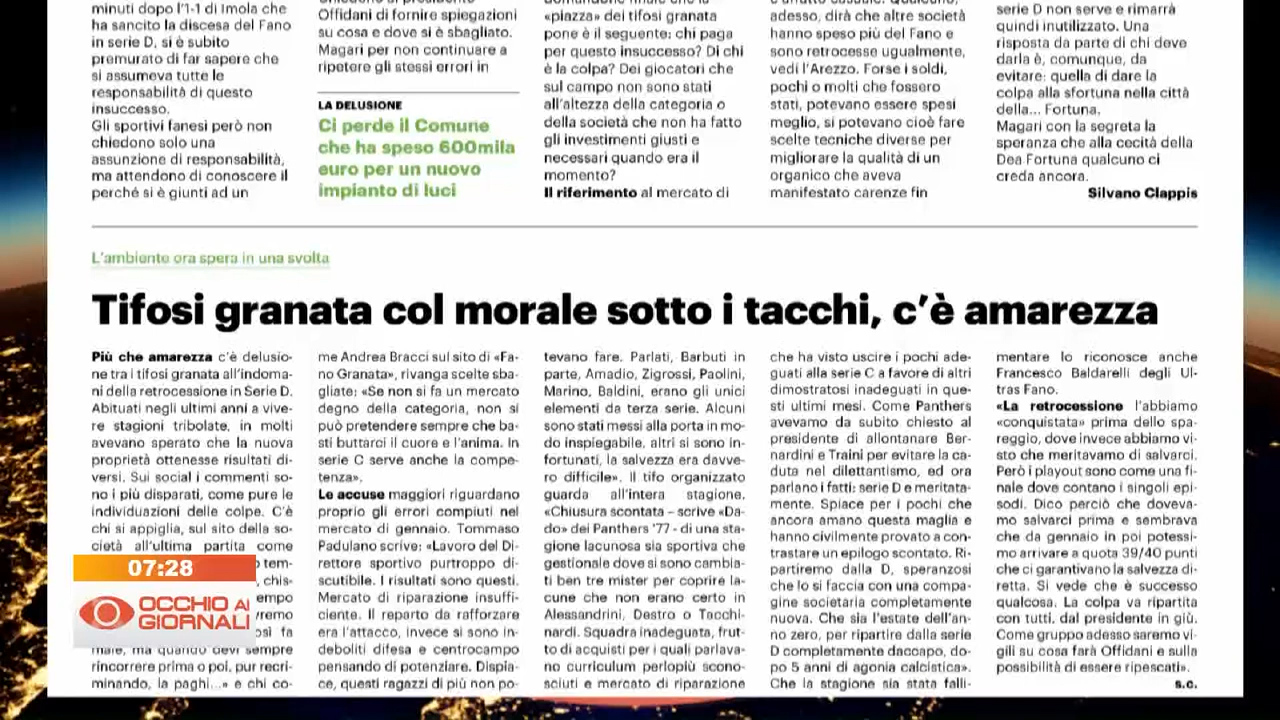 minuti dopo l'1-1 di Imola che
ha sancito la discesa del Fano
in serie D, si è subito
premurato di far sapere che
si assumeva tutte le
responsabilità di questo
insuccesso.
Gli sportivi fanesi però non
chiedono solo una
assunzione di responsabilità,
ma attendono di conoscere il
perché si è giunti ad un
Offidani di fornire spiegazioni
su cosa e dove si è sbagliato.
Magari per non continuare a
ripetere gli stessi errori in
LA DELUSIONE
Ci perde il Comune
che ha speso 600mila
euro per un nuovo
impianto di luci
«piazza» dei tifosi granata
pone è il seguente: chi paga
per questo insuccesso? Di chi
è la colpa? Dei giocatori che
sul campo non sono stati
all'altezza della categoria o
della società che non ha fatto
gli investimenti giusti e
necessari quando era il
momento?
Il riferimento al mercato di
adesso, dirà che altre società
hanno speso più del Fano e
sono retrocesse ugualmente,
vedi l'Arezzo. Forse i soldi,
pochi o molti che fossero
stati, potevano essere spesi
meglio, si potevano cioè fare
scelte tecniche diverse per
migliorare la qualità di un
organico che aveva
manifestato carenze fin
serie D non serve e rimarrà
quindi inutilizzato. Una
risposta da parte di chi deve
darla è, comunque, da
evitare: quella di dare la
colpa alla sfortuna nella città
della... Fortuna.
Magari con la segreta la
speranza che alla cecità della
Dea Fortuna qualcuno ci
creda ancora.
Silvano Clappis
L'ambiente ora spera in una svolta
Tifosi granata col morale sotto i tacchi, c'è amarezza
Più che amarezza c'è delusio-
ne tra i tifosi granata all'indoma-
ni della retrocessione in Serie D.
Abituati negli ultimi anni a vive-
re stagioni tribolate, in molti
avevano sperato che la nuova
proprietà ottenesse risultati di-
versi. Sui social i commenti so-
no i più disparati, come pure le
individuazioni delle colpe. C'è
chi si appiglia, sul sito della so-
cietà all'ultima partita come
tem-
, chis-
empo
vremo
osì fa
male, ma quando devi sempre
rincorrere prima o poi, pur recri-
minando, la paghi...» e chi co-
me Andrea Bracci sul sito di «Fa-
no Granata», rivanga scelte sba-
gliate: «Se non si fa un mercato
degno della categoria, non si
può pretendere sempre che ba-
sti buttarci il cuore e l'anima. In
serie C serve anche la compe-
tenza».
Le accuse maggiori riguardano
proprio gli errori compiuti nel
mercato di gennaio. Tommaso
Padulano scrive: «Lavoro del Di-
rettore sportivo purtroppo di-
scutibile. I risultati sono questi.
Mercato di riparazione insuffi-
ciente. Il reparto da rafforzare
era l'attacco, invece si sono in-
deboliti difesa e centrocampo
pensando di potenziare. Dispia-
ce, questi ragazzi di più non po-
tevano fare. Parlati, Barbuti in
parte, Amadio, Zigrossi, Paolini,
Marino, Baldini, erano gli unici
elementi da terza serie. Alcuni
sono stati messi alla porta in mo-
do inspiegabile, altri si sono in-
fortunati, la salvezza era davve-
ro difficile». Il tifo organizzato
guarda all'intera stagione.
«Chiusura scontata – scrive «Da-
do» dei Panthers '77 - di una sta-
gione lacunosa sia sportiva che
gestionale dove si sono cambia-
ti ben tre mister per coprire la-
cune che non erano certo in
Alessandrini, Destro o Tacchi-
nardi. Squadra inadeguata, frut-
to di acquisti per i quali parlava-
no curriculum perlopiù scono-
sciuti e mercato di riparazione
che ha visto uscire i pochi ade-
guati alla serie C a favore di altri
dimostratosi inadeguati in que-
sti ultimi mesi. Come Panthers
avevamo da subito chiesto al
presidente di allontanare Ber-
nardini e Traini per evitare la ca-
duta nel dilettantismo, ed ora
parlano i fatti: serie D e meritata-
mente. Spiace per i pochi che
ancora amano questa maglia e
hanno civilmente provato a con-
trastare un epilogo scontato. Ri-
partiremo dalla D, speranzosi
che lo si faccia con una compa-
gine societaria completamente
nuova. Che sia l'estate dell'an-
no zero, per ripartire dalla serie
D completamente daccapo, do-
po 5 anni di agonia calcistica».
Che la stagione sia stata falli-
mentare lo riconosce anche
Francesco Baldarelli degli Ul-
tras Fano.
«La retrocessione l'abbiamo
«conquistata» prima dello spa-
reggio, dove invece abbiamo vi-
sto che meritavamo di salvarci.
Però i playout sono come una fi-
nale dove contano i singoli epi-
sodi. Dico perciò che doveva-
mo salvarci prima e sembrava
che da gennaio in poi potessi-
mo arrivare a quota 39/40 punti
che ci garantivano la salvezza di-
retta. Si vede che è successo
qualcosa. La colpa va ripartita
con tutti, dal presidente in giù.
Come gruppo adesso saremo vi-
gili su cosa farà Offidani e sulla
possibilità di essere ripescati».
s.c.
07:28
OCCHIO AI
GIORNALI